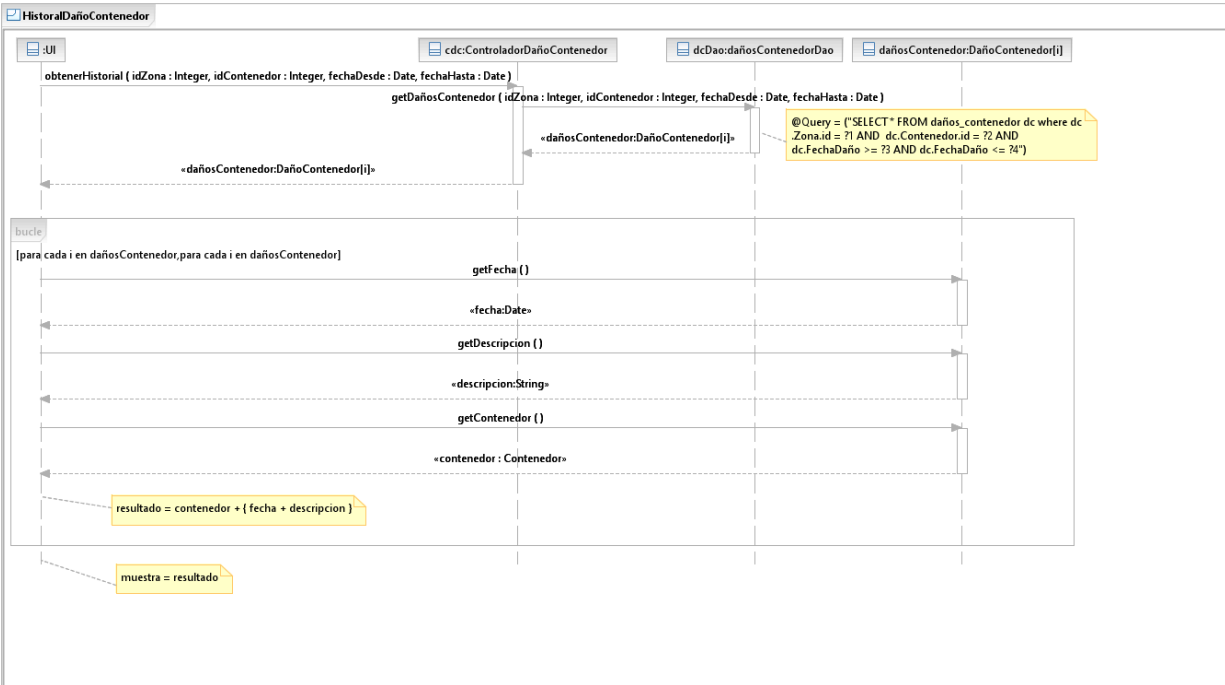 HistoralDañoContenedor
:UI
cdc:ControladorDañoContenedor
dcDao:dañosContenedorDao
dañosContenedor:DañoContenedor[i]
obtenerHistorial ( idZona : Integer, idContenedor : Integer, fechaDesde : Date, fechaHasta : Date )
getDañosContenedor ( idZona : Integer, idContenedor : Integer, fechaDesde : Date, fechaHasta : Date )
@Query = ("SELECT* FROM daños_contenedor dc where dc
.Zona.id = ?1 AND dc.Contenedor.id = ?2 AND
dc.FechaDaño >= ?3 AND dc.FechaDaño <= ?4")
«dañosContenedor:DañoContenedor[i]»
«dañosContenedor:DañoContenedor[i]»
bucle
[para cada i en dañosContenedor,para cada i en dañosContenedor]
getFecha ( )
«fecha:Date»
getDescripcion ( )
«descripcion:String»
getContenedor ( )
«contenedor : Contenedor»
resultado = contenedor + { fecha + descripcion }
muestra = resultado